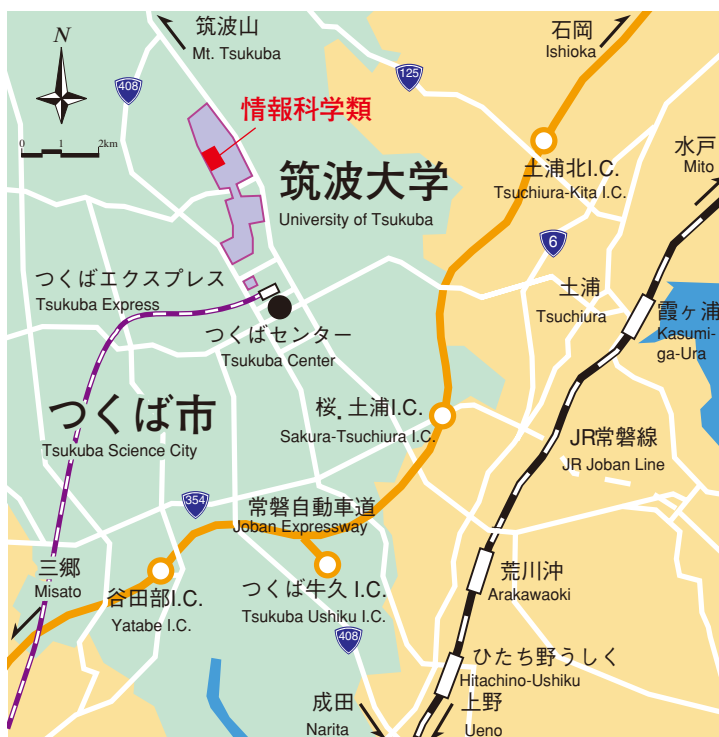 筑波山
Mt. Tsukuba
石岡
Ishioka
N
408
125
情報科学類
0 1 2km
土浦北I.C.
Tsuchiura-Kita I.C.
水戸
Mito
筑波大学
University of Tsukuba
6
つくばエクスプレス
Tsukuba Express
土浦
Tsuchiura
霞ヶ浦
Kasumi-
ga-Ura
つくばセンター
Tsukuba Center
つくば市
Tsukuba Science City
桜．土浦I.C.
Sakura-Tsuchiura I.C.
JR常磐線
JR Joban Line
354
常磐自動車道
Joban Expressway
三郷
Misato
谷田部I.C.
Yatabe I.C.
つくば牛久 I.C.
Tsukuba Ushiku I.C.
荒川沖
Arakawaoki
408
ひたち野うしく
Hitachino-Ushiku
成田
Narita
上野
Ueno